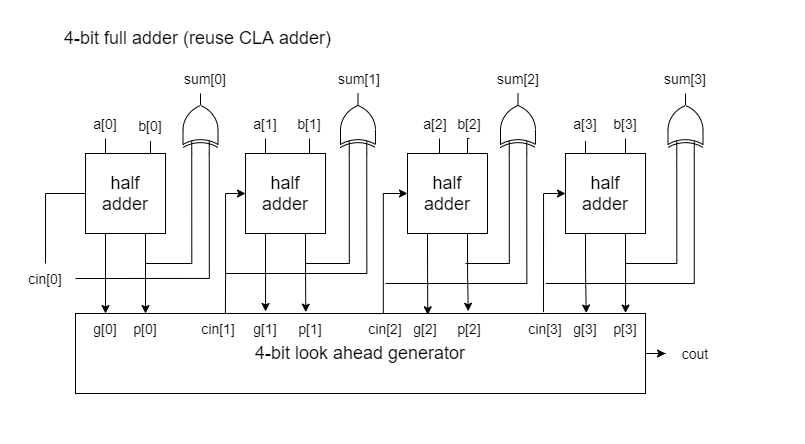 4-bit full adder (reuse CLA adder)
sum[0] sum[1] sum[2] sum[3]
a[0] b[0] a[1] b[1] a[2] b[2] a[3] b[3]
half
adder
half
adder
half
adder
half
adder
cin[0]
g[0] p[0] cin[1] g[1] p[1] cin[2] g[2] p[2] cin[3] g[3] p[3]
4-bit look ahead generator
cout